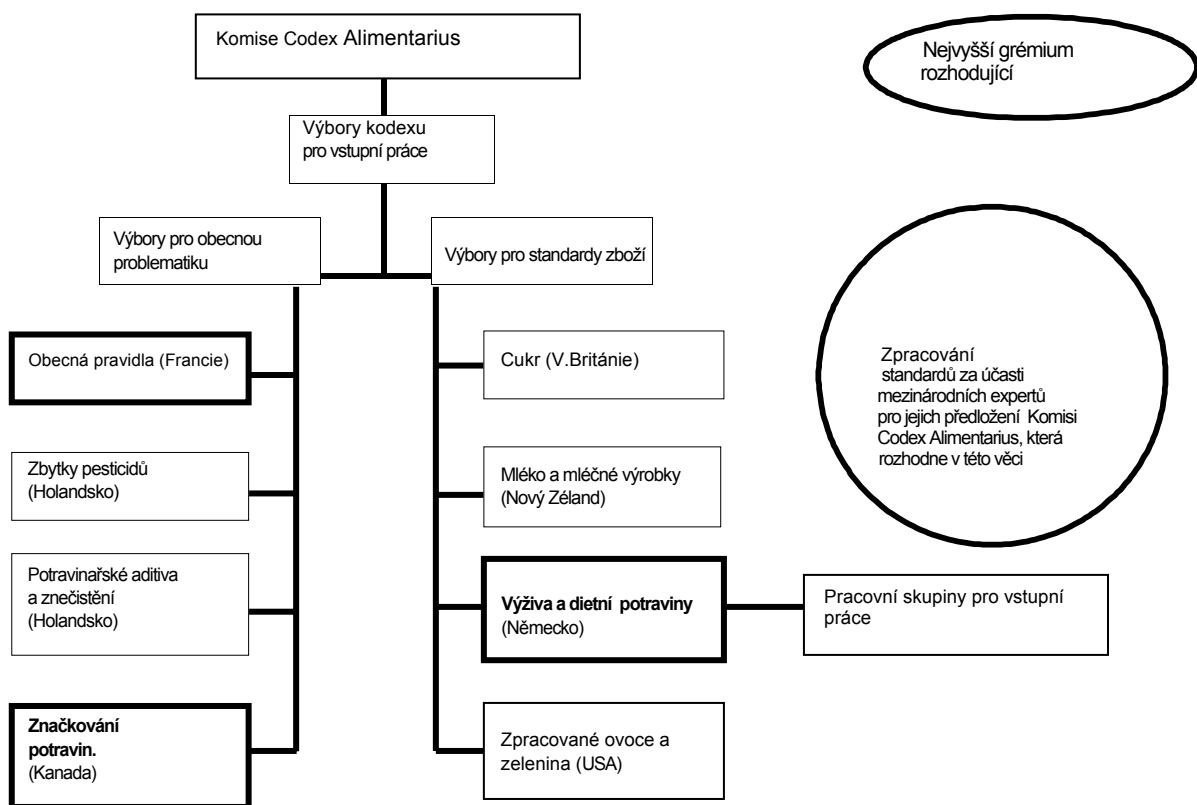 Komise Codex Alimentarius
Nejvyšší grémium
rozhodující
Výbory kodexu
pro vstupní práce
Výbory pro obecnou
problematiku
Výbory pro standardy zboží
Obecná pravidla (Francie)
Cukr (V.Británie)
Zpracování
standardů za účasti
mezinárodních expertů
pro jejich předložení Komisi
Codex Alimentarius, která
rozhodne v této věci
Zbytky pesticidů
(Holandsko)
Mléko a mléčné výrobky
(Nový Zéland)
Potravinařské aditiva
a znečistění
(Holandsko)
Výživa a dietní potraviny
(Německo)
Pracovní skupiny pro vstupní
práce
Značkování
potravin.
(Kanada)
Zpracované ovoce a
zelenina (USA)